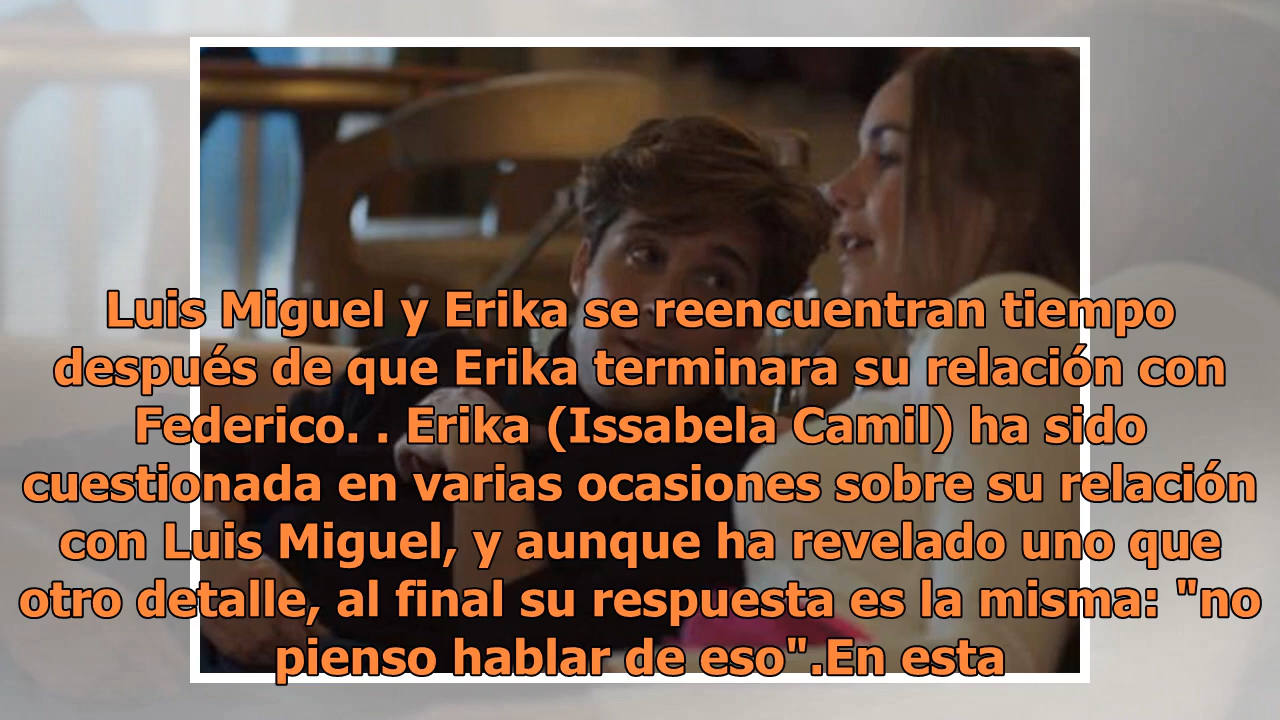 Luis Miguel y Erika se reencuentran tiempo
después de que Erika terminara su relación con
Federico. . Erika (Issabela Camil) ha sido
cuestionada en varias ocasiones sobre su relación
con Luis Miguel, y aunque ha revelado uno que
otro detalle, al final su respuesta es la misma: "no
pienso hablar de eso".En esta